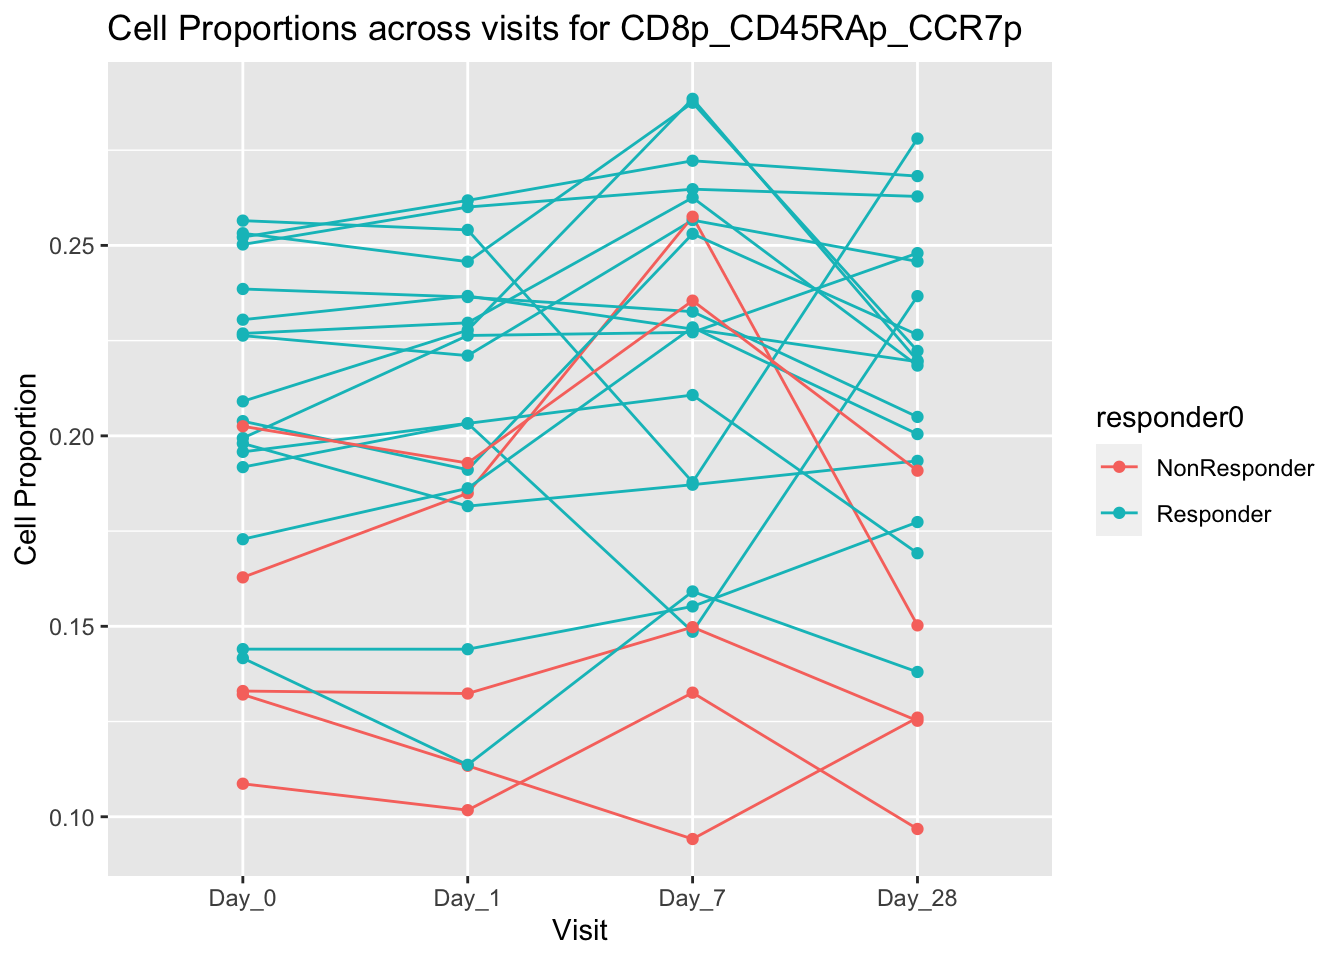 Cell Proportions across visits for CD8p_CD45RAp_CCR7p
Cell Proportion
0.25
0.20
0.15
0.10
Day_0
Day_1
Day_7
Day_28
Visit
responder0
NonResponder
Responder